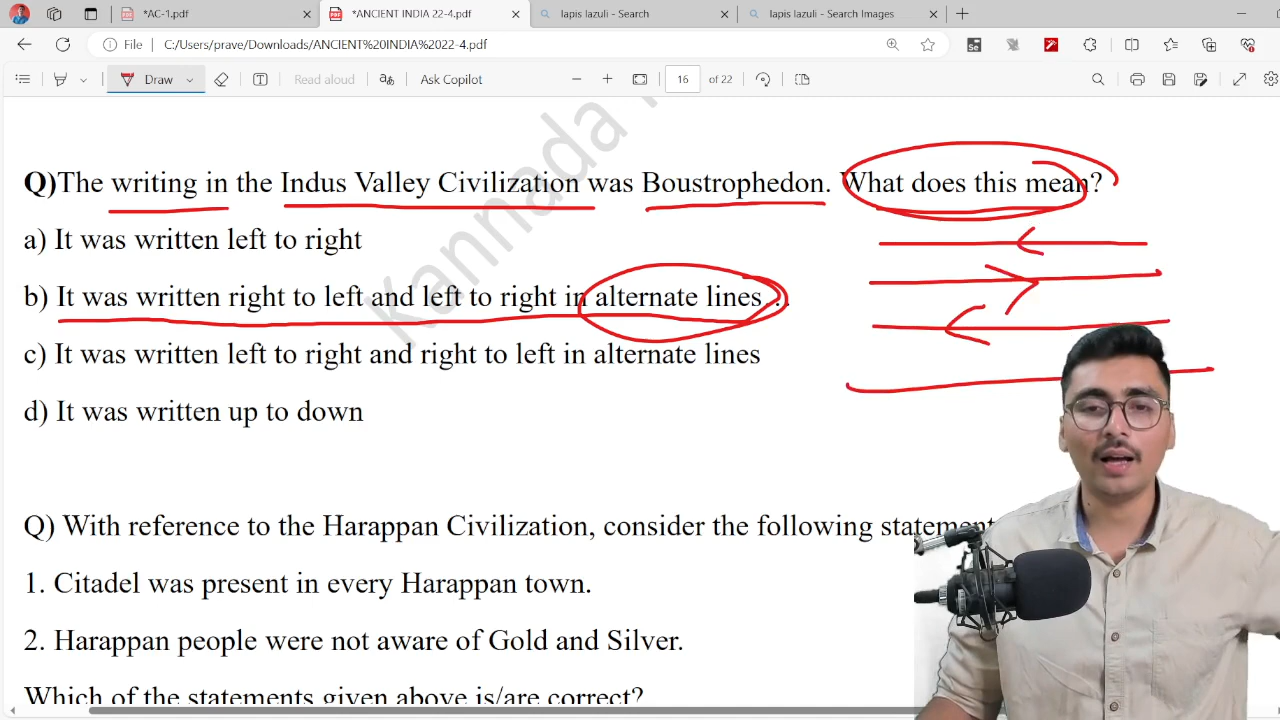 *AC-1.pdf
*ANCIENT INDIA 22-4.pdf
lapis lazuli - Search
lapis lazuli - Search Images
File
C:/Users/prave/Downloads/ANCIENT%20INDIA%2022-4.pdf
Draw
Read aloud
aあ
Ask Copilot
16 of 22
Kannada
Q)The writing in the Indus Valley Civilization was Boustrophedon. What does this mean?
a) It was written left to right
b) It was written right to left and left to right in alternate lines...
c) It was written left to right and right to left in alternate lines
d) It was written up to down
Q) With reference to the Harappan Civilization, consider the following statement
1. Citadel was present in every Harappan town.
2. Harappan people were not aware of Gold and Silver.
Which of the statements given above is/are correct?